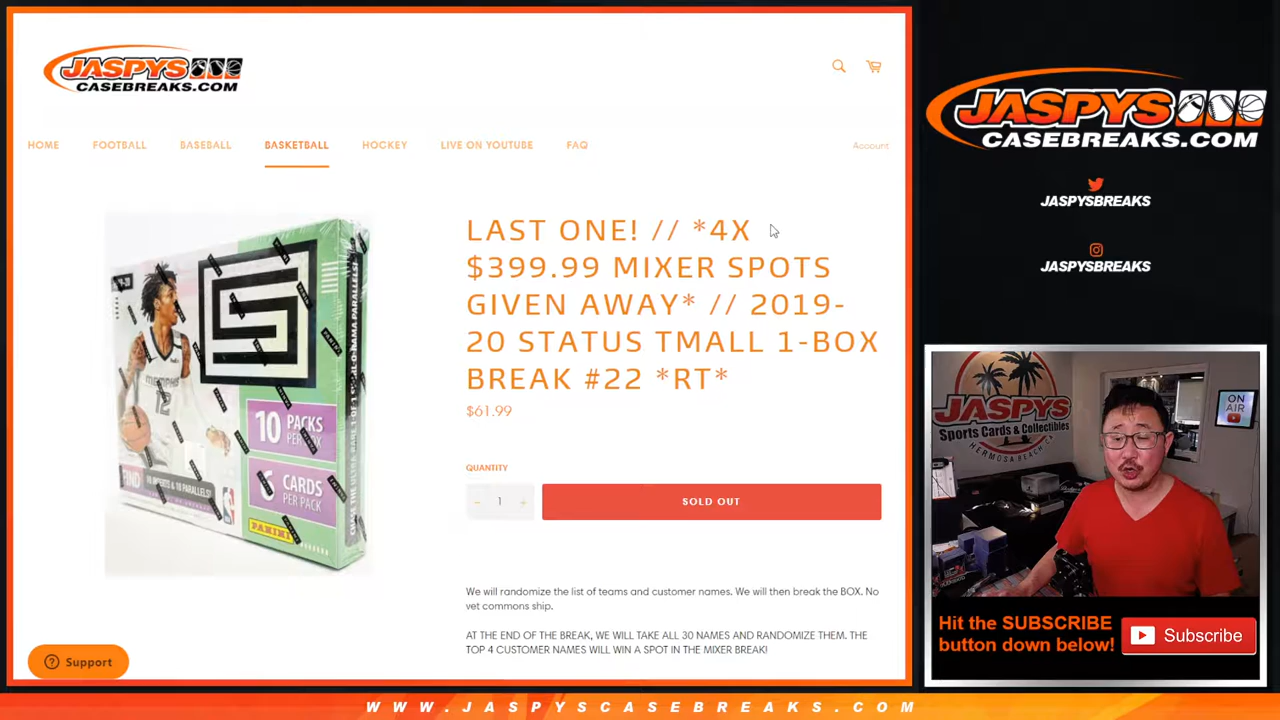 JASPYS
CASEBREAKS.COM
HOME FOOTBALL BASEBALL BASKETBALL HOCKEY LIVE ON YOUTUBE FAQ Account
LAST ONE! // *4X
$399.99 MIXER SPOTS
GIVEN AWAY* // 2019-
20 STATUS TMALL 1-BOX
BREAK #22 *RT*
$61.99
QUANTITY
− 1 +
SOLD OUT
We will randomize the list of teams and customer names. We will then break the BOX. No
vet commons ship.
AT THE END OF THE BREAK, WE WILL TAKE ALL 30 NAMES AND RANDOMIZE THEM. THE
TOP 4 CUSTOMER NAMES WILL WIN A SPOT IN THE MIXER BREAK!
MEMPHIS
12
10 PACKS
6 CARDS
PER PACK
PANINI
Support
JASPYS
CASEBREAKS.COM
JASPYSBREAKS
JASPYSBREAKS
JASPYS
Sports Cards & Collectibles
HERMOSA BEACH, CA
ON
AIR
Hit the SUBSCRIBE
button down below!
Subscribe
WWW.JASPYSCASEBREAKS.COM